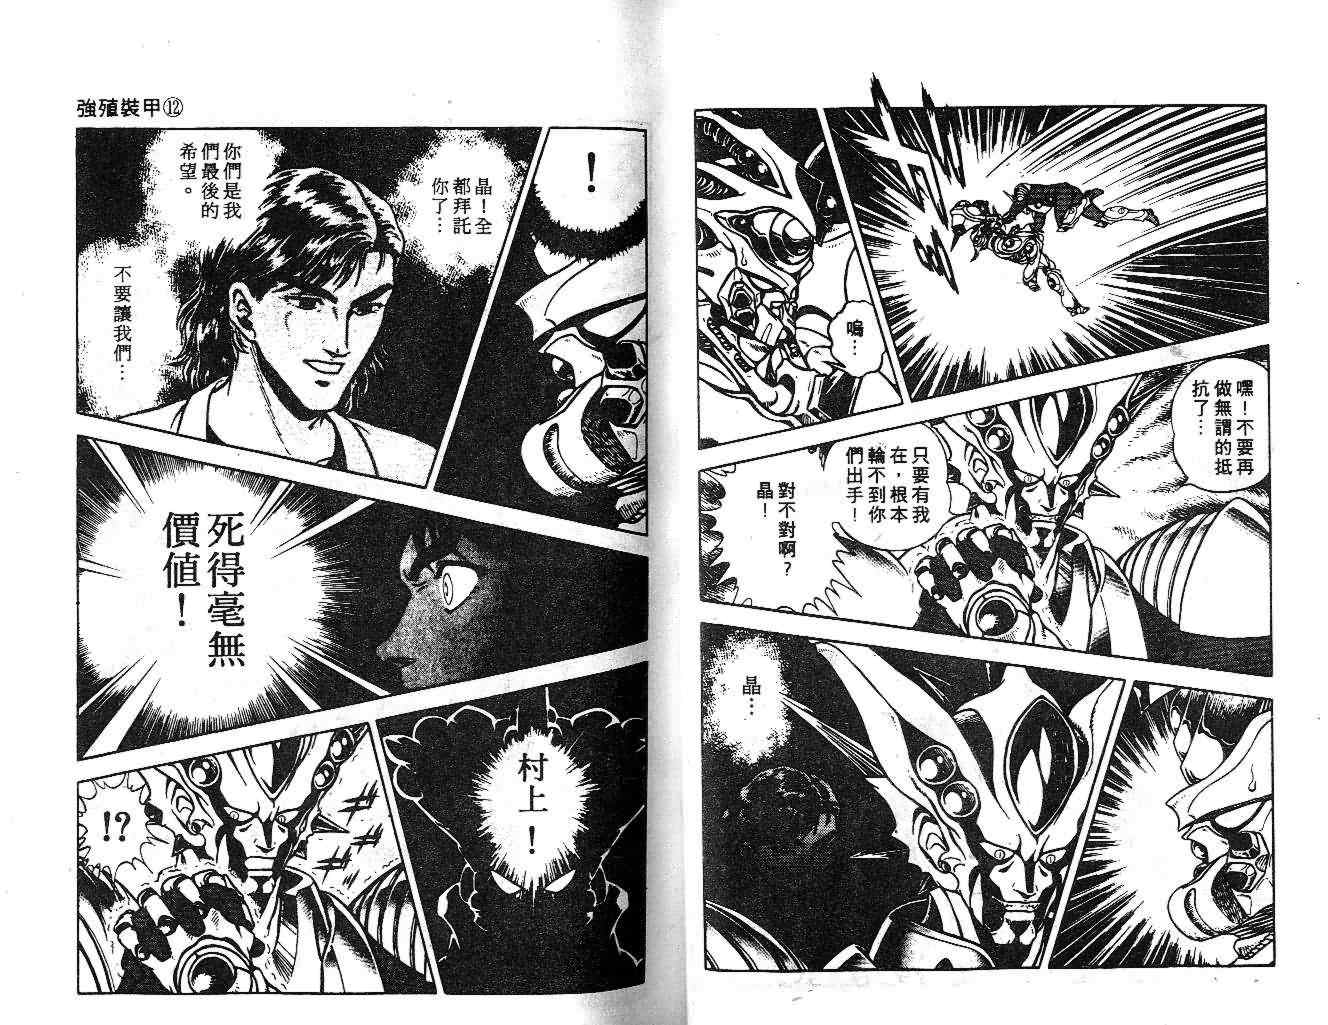 嗚…
嘿！不要再
做無謂的抵
抗了…
只要有我
在，根本
輪不到你
們出手！
對不對啊？
晶！
晶…
強殖裝甲⑫
！
晶！全
都拜託
你了…
你們是我
們最後的
希望。
不要讓我們…
死得毫無
價值！
村上！
!?